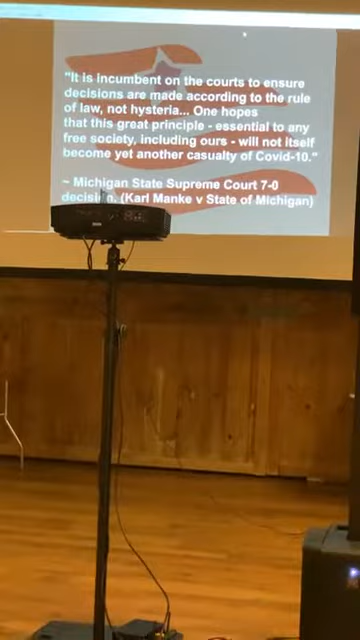 "It is incumbent on the courts to ensure
decisions are made according to the rule
of law, not hysteria... One hopes
that this great principle - essential to any
free society, including ours - will not itself
become yet another casualty of Covid-10."
~ Michigan State Supreme Court 7-0
decision. (Karl Manke v State of Michigan)